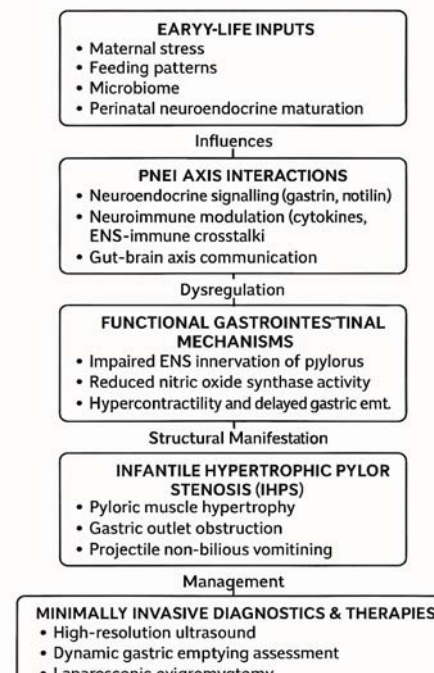 EARYY-LIFE INPUTS
• Maternal stress
• Feeding patterns
• Microbiome
• Perinatal neuroendocrine maturation
Influences
PNEI AXIS INTERACTIONS
• Neuroendocrine signalling (gastrin, notilin)
• Neuroimmune modulation (cytokines,
ENS-immune crosstalki
• Gut-brain axis communication
Dysregulation
FUNCTIONAL GASTROINTESTINAL
MECHANISMS
• Impaired ENS innervation of pylorus
• Reduced nitric oxide synthase activity
• Hypercontractility and delayed gastric emt.
Structural Manifestation
INFANTILE HYPERTROPHIC PYLOR
STENOSIS (IHPS)
• Pyloric muscle hypertrophy
• Gastric outlet obstruction
• Projectile non-bilious vomitining
Management
MINIMALLY INVASIVE DIAGNOSTICS & THERAPIES
• High-resolution ultrasound
• Dynamic gastric emptying assessment